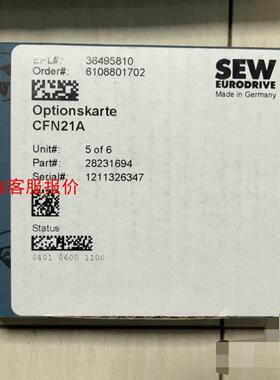 EPL#: 36495810
Order#: 6108801702
SEW
EURODRIVE
Made in Germany
Optionskarte
CFN21A
Unit#: 5 of 6
Part#: 28231694
Serial#: 1211326347
客服报价
Status
0401 0600 1100